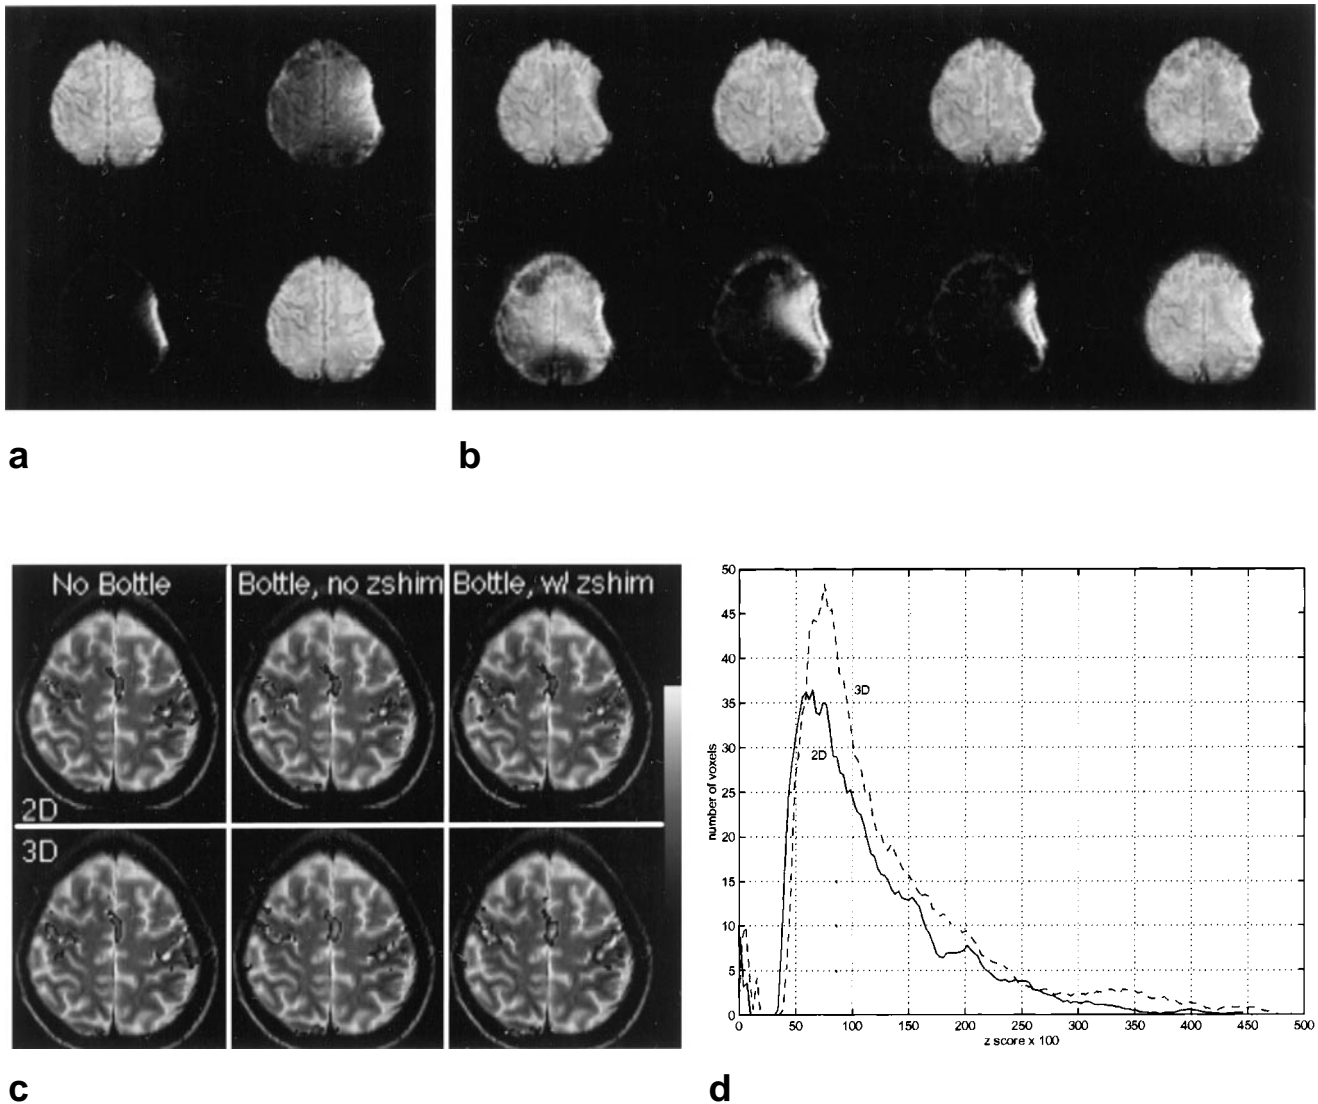 a
b
No Bottle
Bottle, no zshim
Bottle, w/ zshim
2D
3D
c
50
45
40
35
30
25
20
15
10
5
0
number of voxels
3D
2D
0 50 100 150 200 250 300 350 400 450 500
z score x 100
d